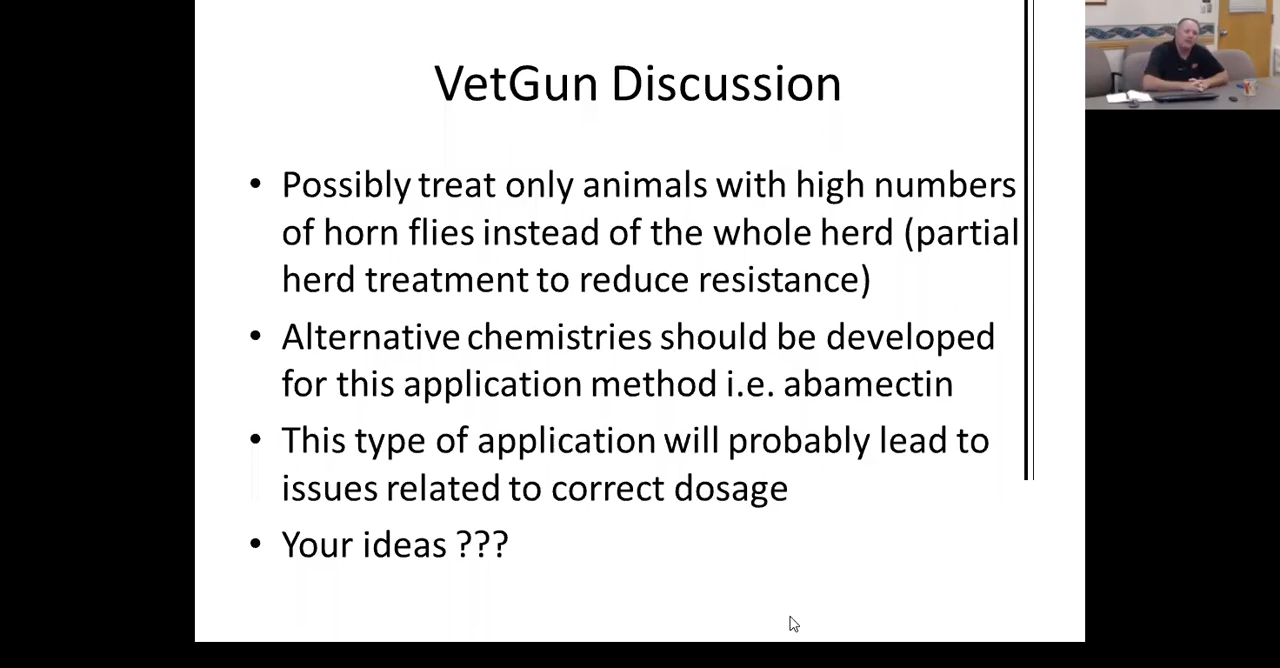 VetGun Discussion
• Possibly treat only animals with high numbers
of horn flies instead of the whole herd (partial
herd treatment to reduce resistance)
• Alternative chemistries should be developed
for this application method i.e. abamectin
• This type of application will probably lead to
issues related to correct dosage
• Your ideas ???